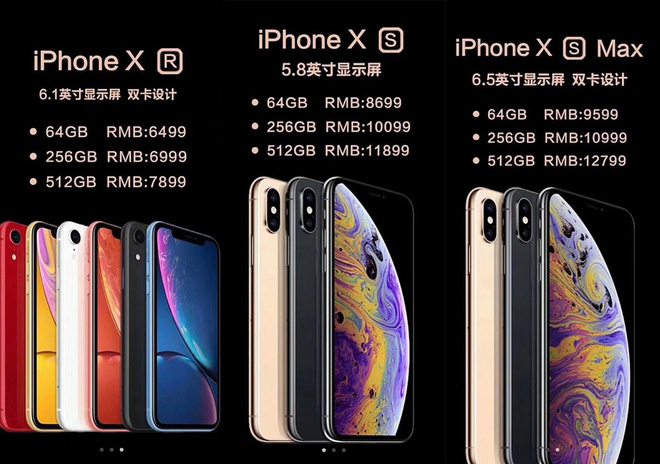 iPhone X R
6.1英寸显示屏 双卡设计
• 64GB RMB:6499
• 256GB RMB:6999
• 512GB RMB:7899
iPhone X S
5.8英寸显示屏
• 64GB RMB:8699
• 256GB RMB:10099
• 512GB RMB:11899
iPhone X S Max
6.5英寸显示屏 双卡设计
• 64GB RMB:9599
• 256GB RMB:10999
• 512GB RMB:12799